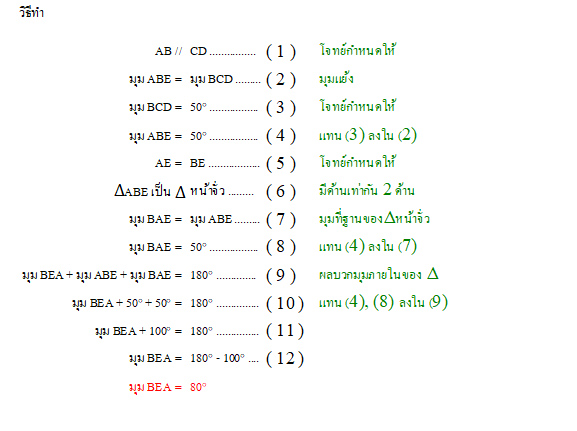 วิธีทำ
AB // CD ................ ( 1 ) โจทย์กำหนดให้
มุม ABE = มุม BCD ......... ( 2 ) มุมแย้ง
มุม BCD = 50° ................. ( 3 ) โจทย์กำหนดให้
มุม ABE = 50° ................. ( 4 ) แทน (3) ลงใน (2)
AE = BE .................. ( 5 ) โจทย์กำหนดให้
ΔABE เป็น Δ หน้าจั่ว ......... ( 6 ) มีด้านเท่ากัน 2 ด้าน
มุม BAE = มุม ABE ......... ( 7 ) มุมที่ฐานของΔหน้าจั่ว
มุม BAE = 50° ................. ( 8 ) แทน (4) ลงใน (7)
มุม BEA + มุม ABE + มุม BAE = 180° .............. ( 9 ) ผลบวกมุมภายในของ Δ
มุม BEA + 50° + 50° = 180° ............... ( 10 ) แทน (4), (8) ลงใน (9)
มุม BEA + 100° = 180° ............... ( 11 )
มุม BEA = 180° - 100° .... ( 12 )
มุม BEA = 80°